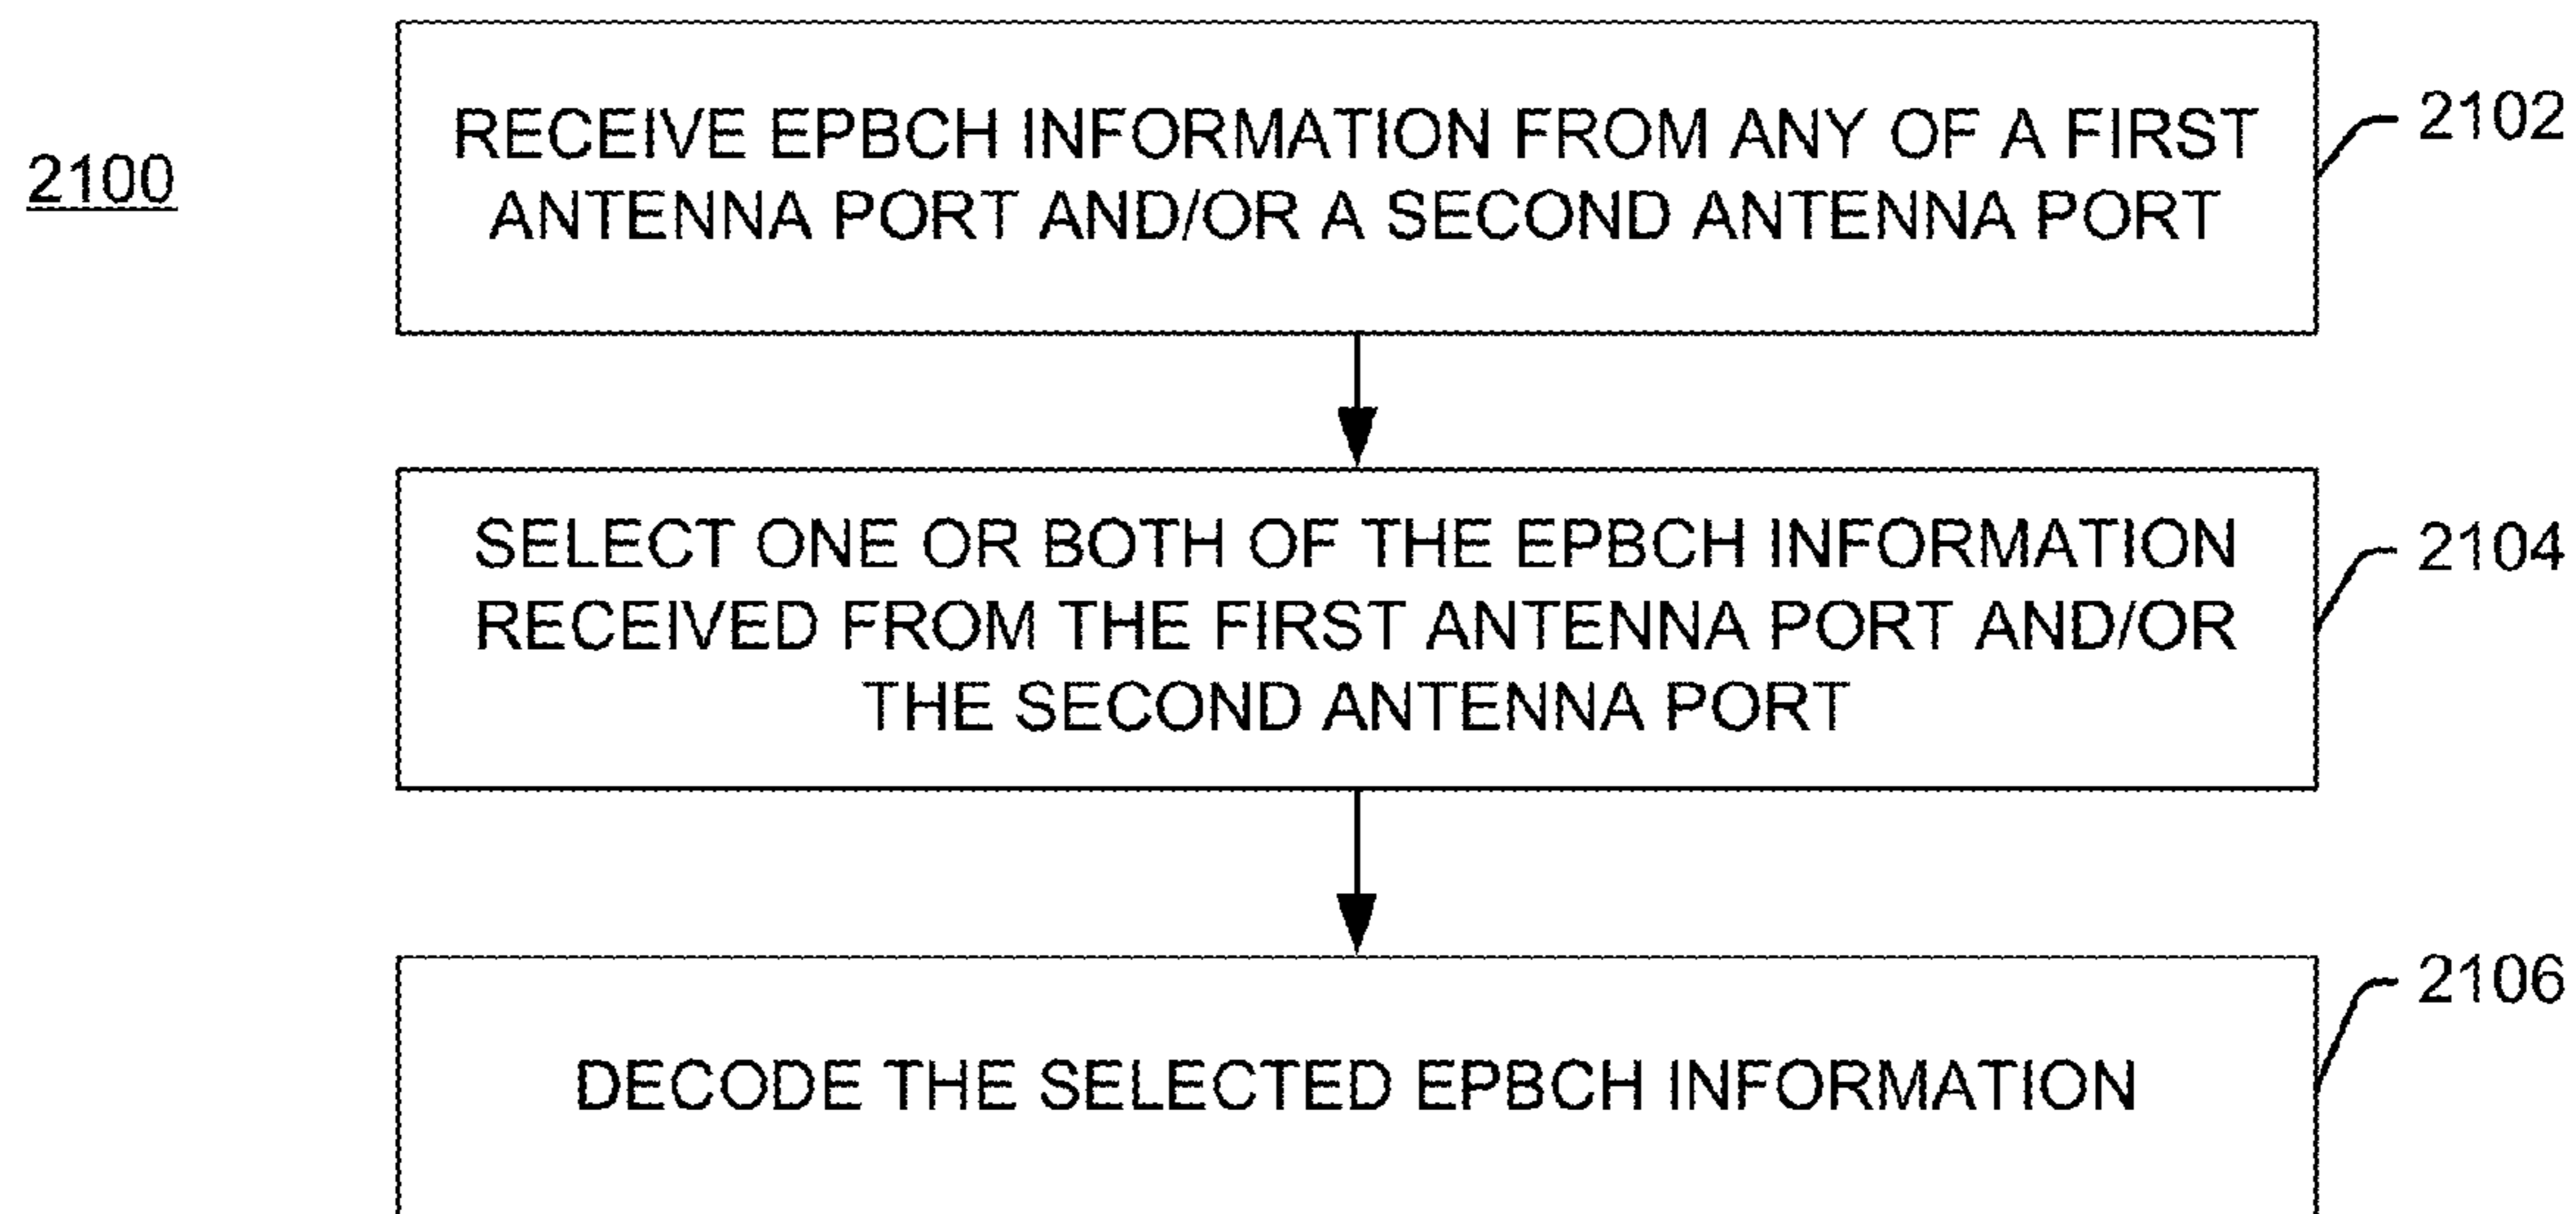 2100
RECEIVE EPBCH INFORMATION FROM ANY OF A FIRST
ANTENNA PORT AND/OR A SECOND ANTENNA PORT
2102
SELECT ONE OR BOTH OF THE EPBCH INFORMATION
RECEIVED FROM THE FIRST ANTENNA PORT AND/OR
THE SECOND ANTENNA PORT
2104
DECODE THE SELECTED EPBCH INFORMATION
2106